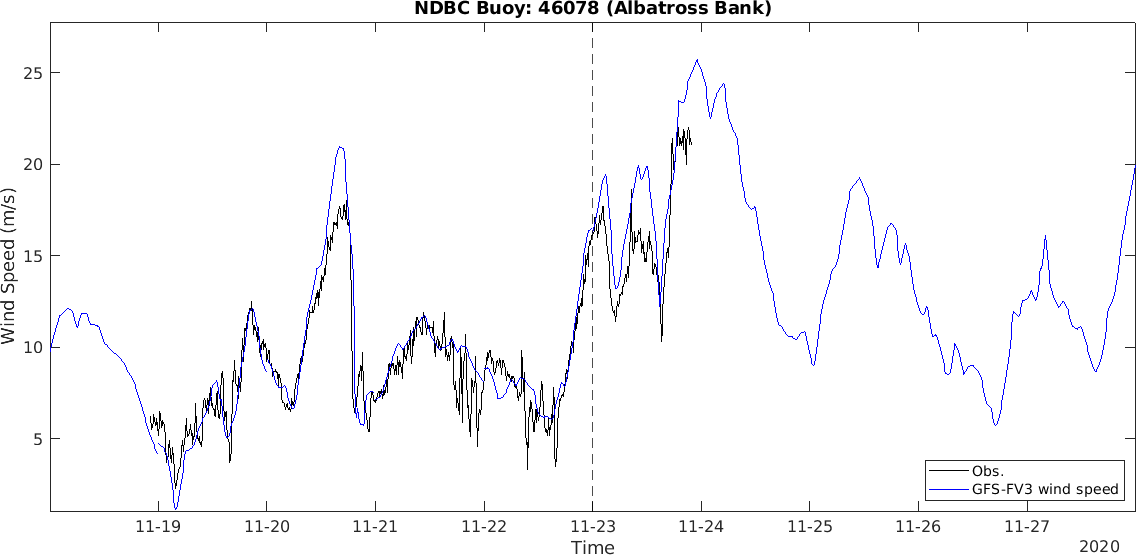 NDBC Buoy: 46078 (Albatross Bank)
Wind Speed (m/s)
25
20
15
10
5
Obs.
GFS-FV3 wind speed
11-19 11-20 11-21 11-22 11-23 11-24 11-25 11-26 11-27
Time
2020